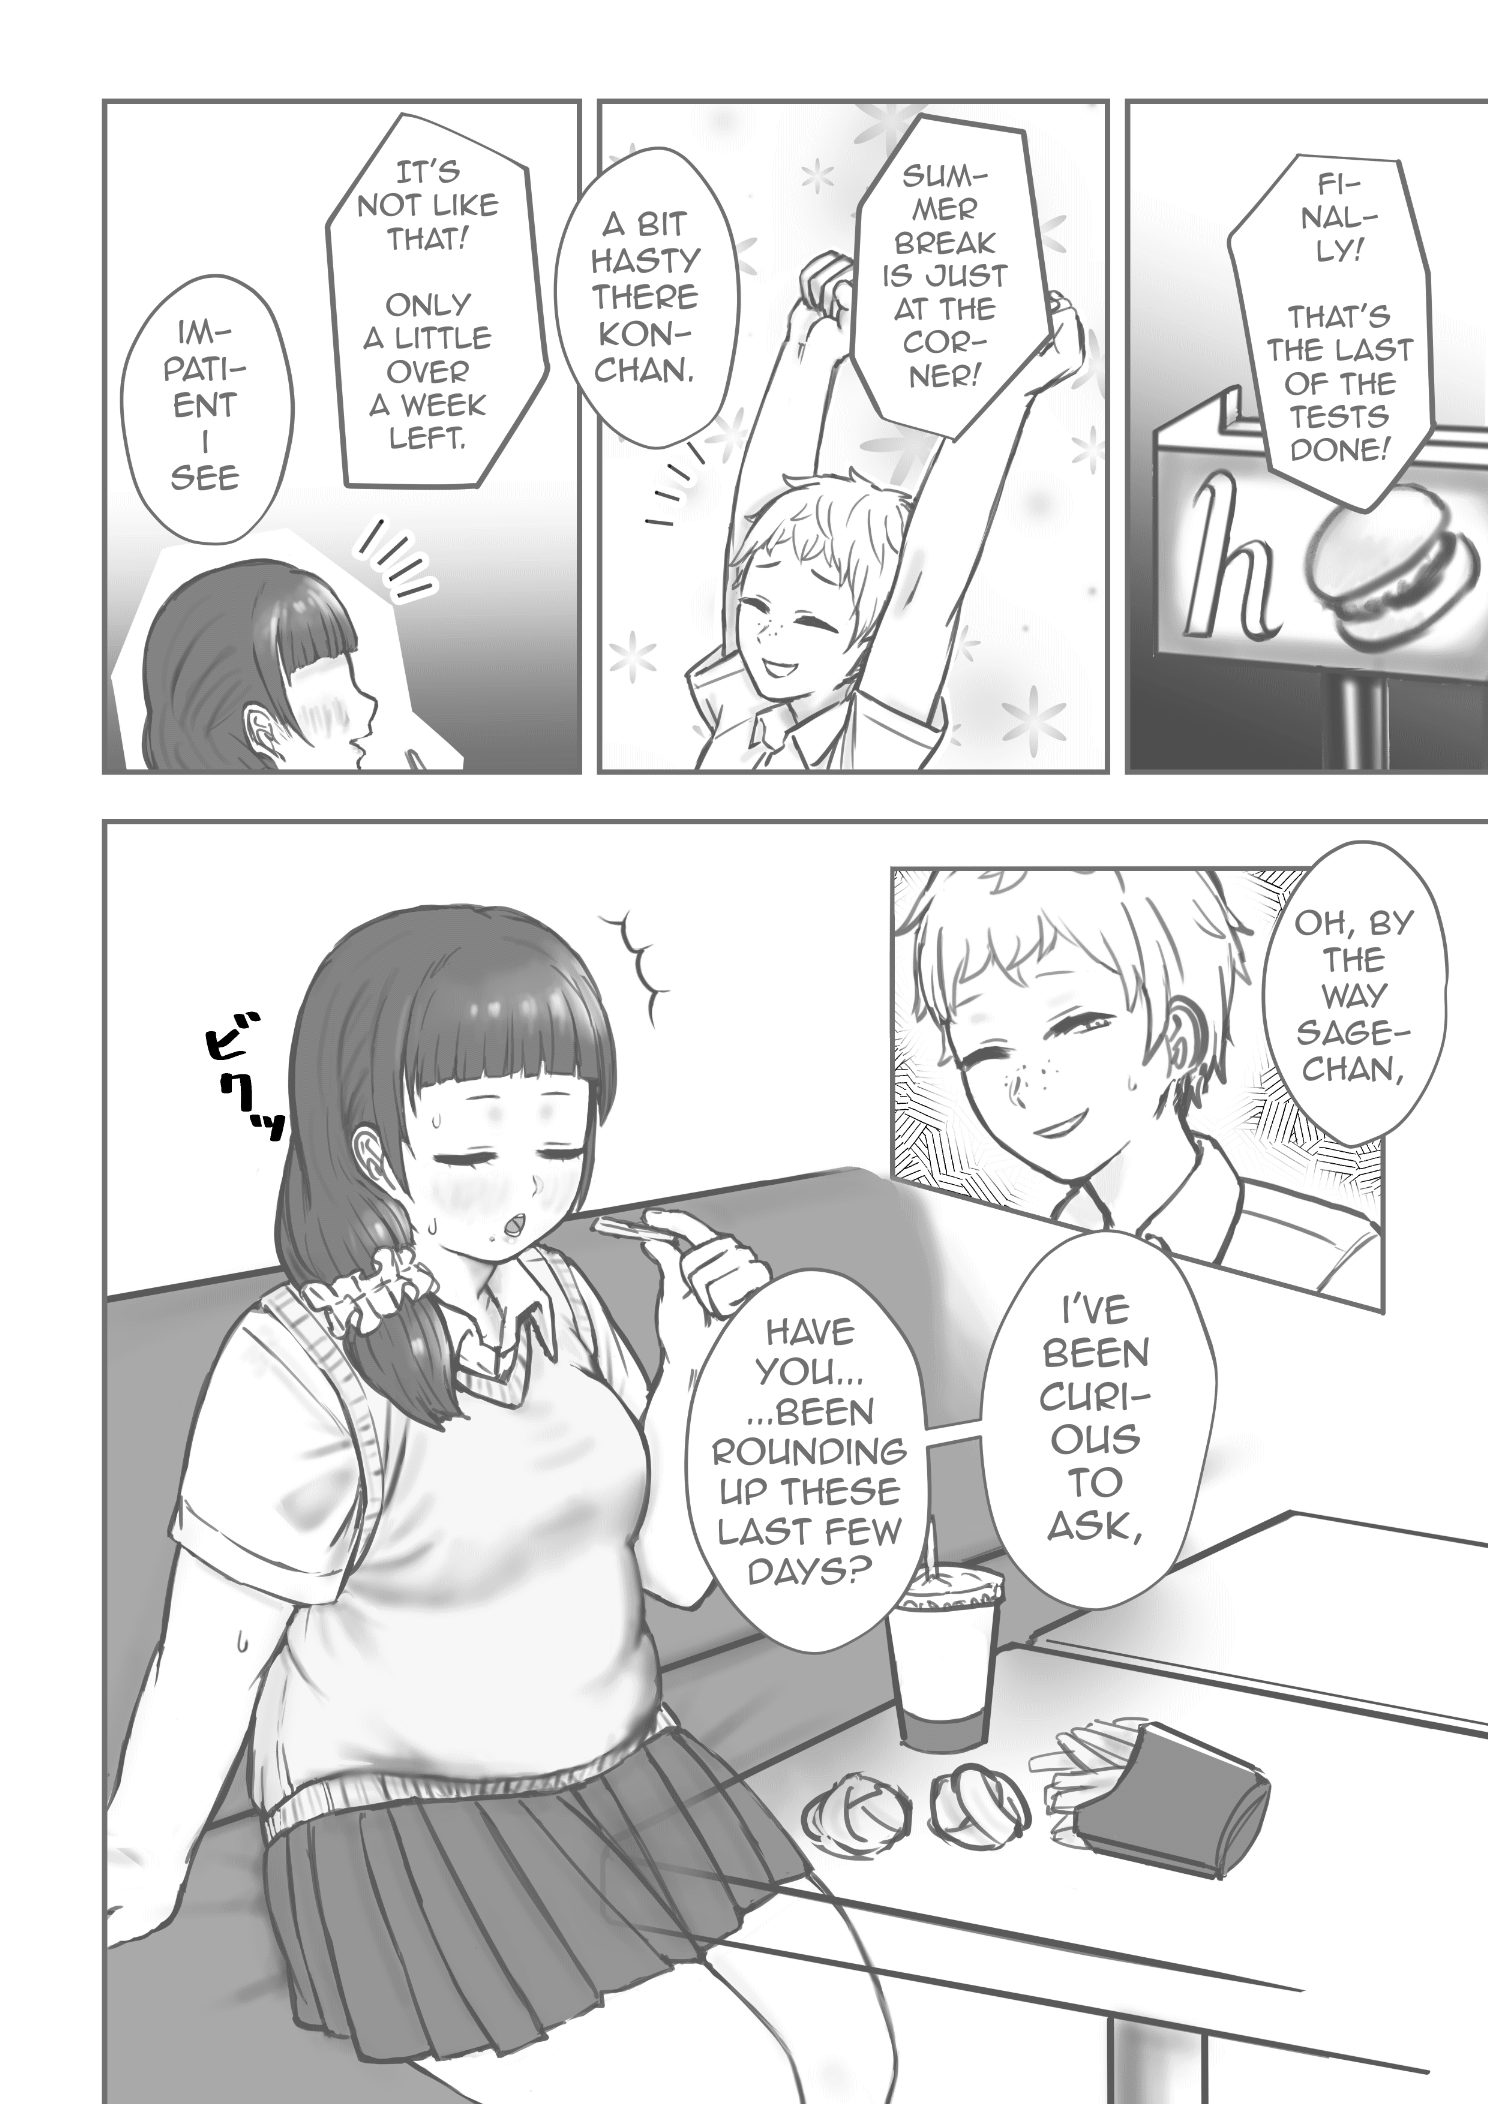 FI-
NAL-
LY!
THAT'S
THE LAST
OF THE
TESTS
DONE!
h
SUM-
MER
BREAK
IS JUST
AT THE
COR-
NER!
A BIT
HASTY
THERE
KON-
CHAN.
IT'S
NOT LIKE
THAT!
ONLY
A LITTLE
OVER
A WEEK
LEFT.
IM-
PATI-
ENT
I
SEE
OH, BY
THE
WAY
SAGE-
CHAN,
I'VE
BEEN
CURI-
OUS
TO
ASK,
HAVE
YOU...
...BEEN
ROUNDING
UP THESE
LAST FEW
DAYS?
ビクッ